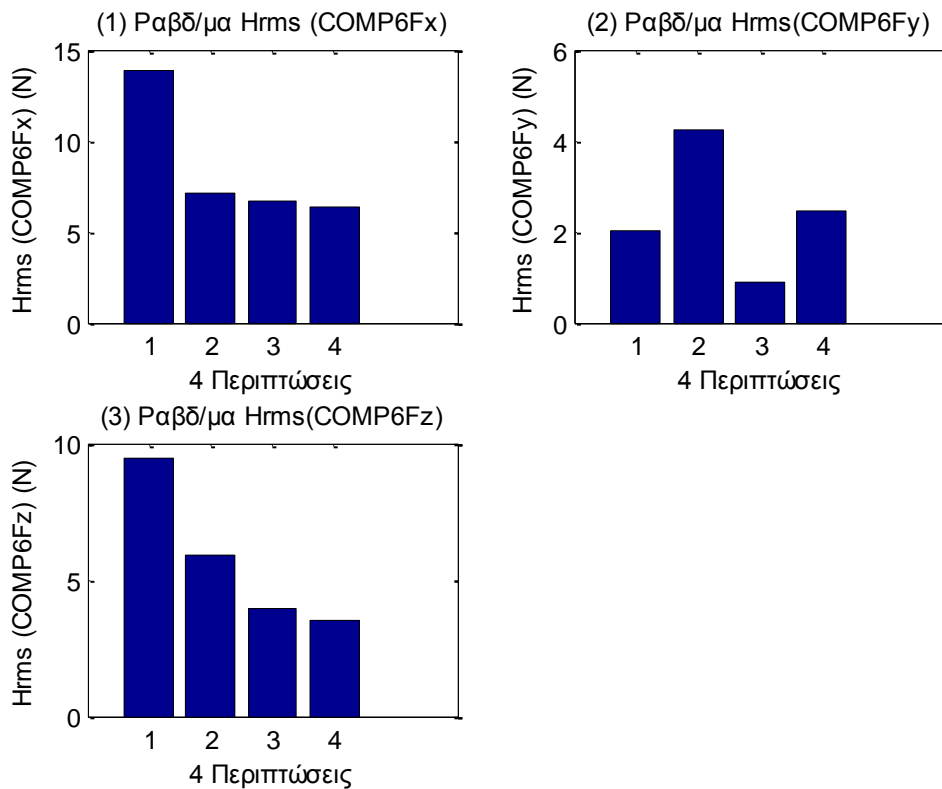 (1) Ραβδ/μα Hrms (COMP6Fx)
Hrms (COMP6Fx) (N)
15
10
5
0
1 2 3 4
4 Περιπτώσεις
(2) Ραβδ/μα Hrms(COMP6Fy)
Hrms (COMP6Fy) (N)
6
4
2
0
1 2 3 4
4 Περιπτώσεις
(3) Ραβδ/μα Hrms(COMP6Fz)
Hrms (COMP6Fz) (N)
10
5
0
1 2 3 4
4 Περιπτώσεις